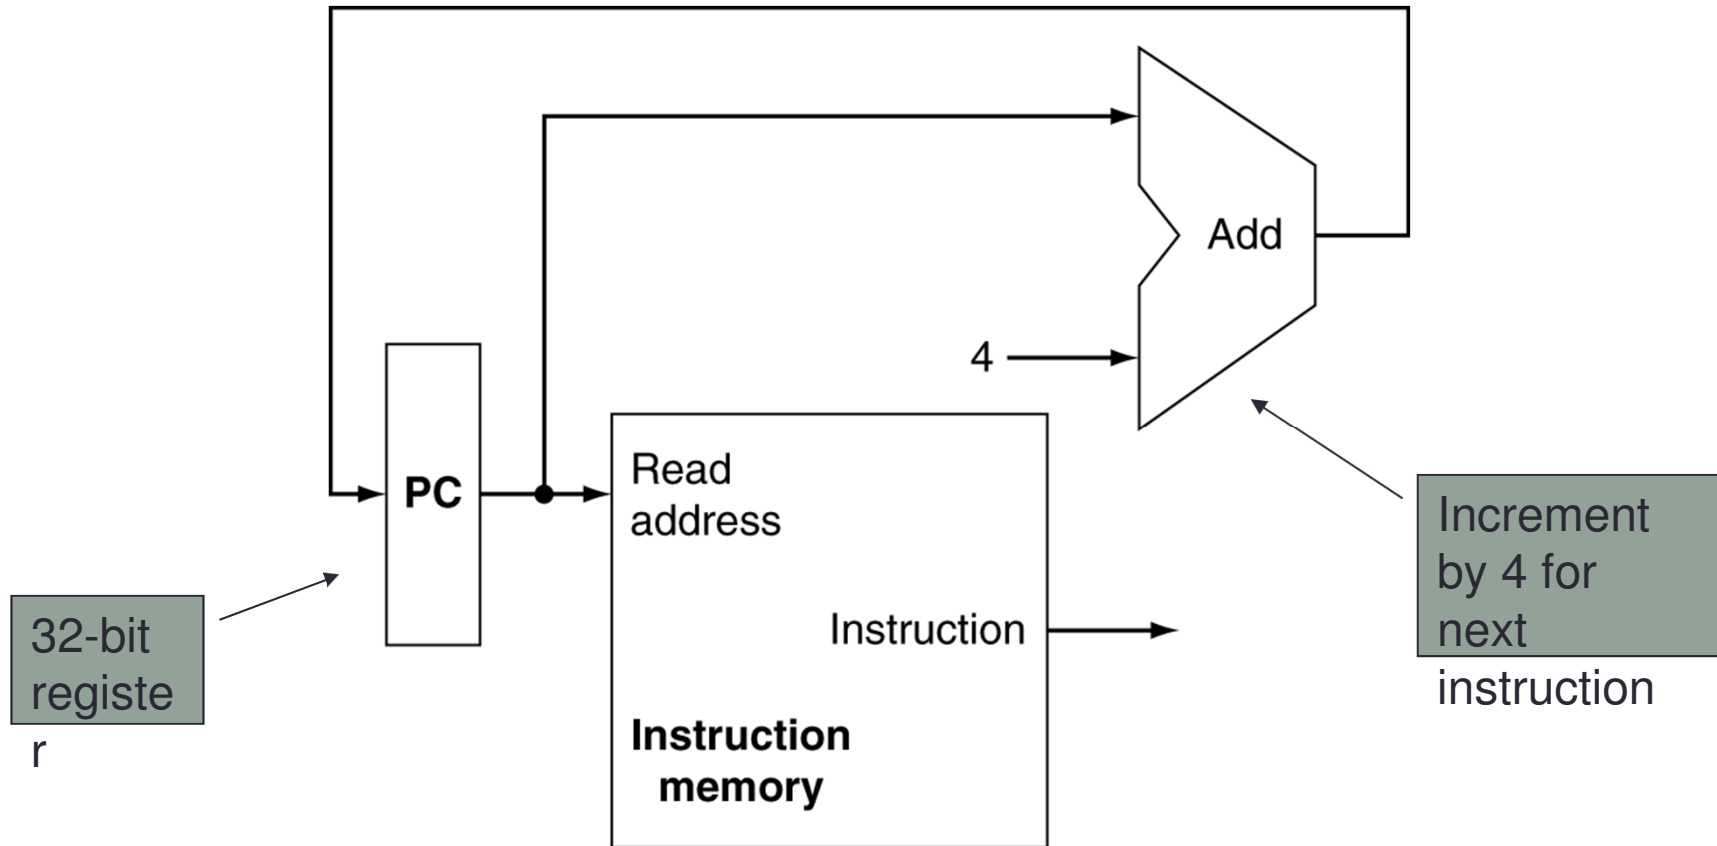 Add
4
PC
Read
address
Instruction
Instruction
memory
32-bit
registe
r
Increment
by 4 for
next
instruction